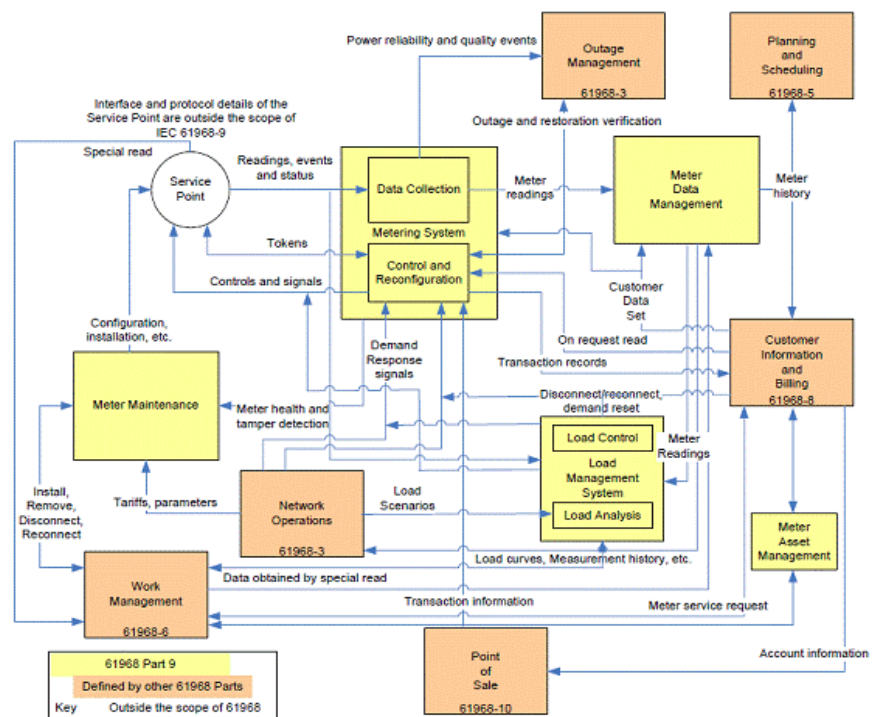 Power reliability and quality events
Outage
Management
61968-3
Planning
and
Scheduling
61968-5
Interface and protocol details of the
Service Point are outside the scope of
IEC 61968-9
Special read
Outage and restoration verification
Readings, events
and status
Service
Point
Data Collection
Meter
readings
Meter
Data
Management
Meter
history
Metering System
Tokens
Control and
Reconfiguration
Controls and signals
Customer
Data
Set
Configuration,
installation, etc.
Demand
Response
signals
On request read
Transaction records
Customer
Information
and
Billing
61968-8
Meter Maintenance
Meter health and
tamper detection
Disconnect/reconnect,
demand reset
Load Control
Load
Management
System
Load Analysis
Meter
Readings
Install,
Remove,
Disconnect,
Reconnect
Tariffs, parameters
Network
Operations
61968-3
Load
Scenarios
Meter
Asset
Management
Load curves, Measurement history, etc.
Data obtained by special read
Work
Management
61968-6
Transaction information
Meter service request
Point
of
Sale
61968-10
Account information
61968 Part 9
Defined by other 61968 Parts
Key Outside the scope of 61968